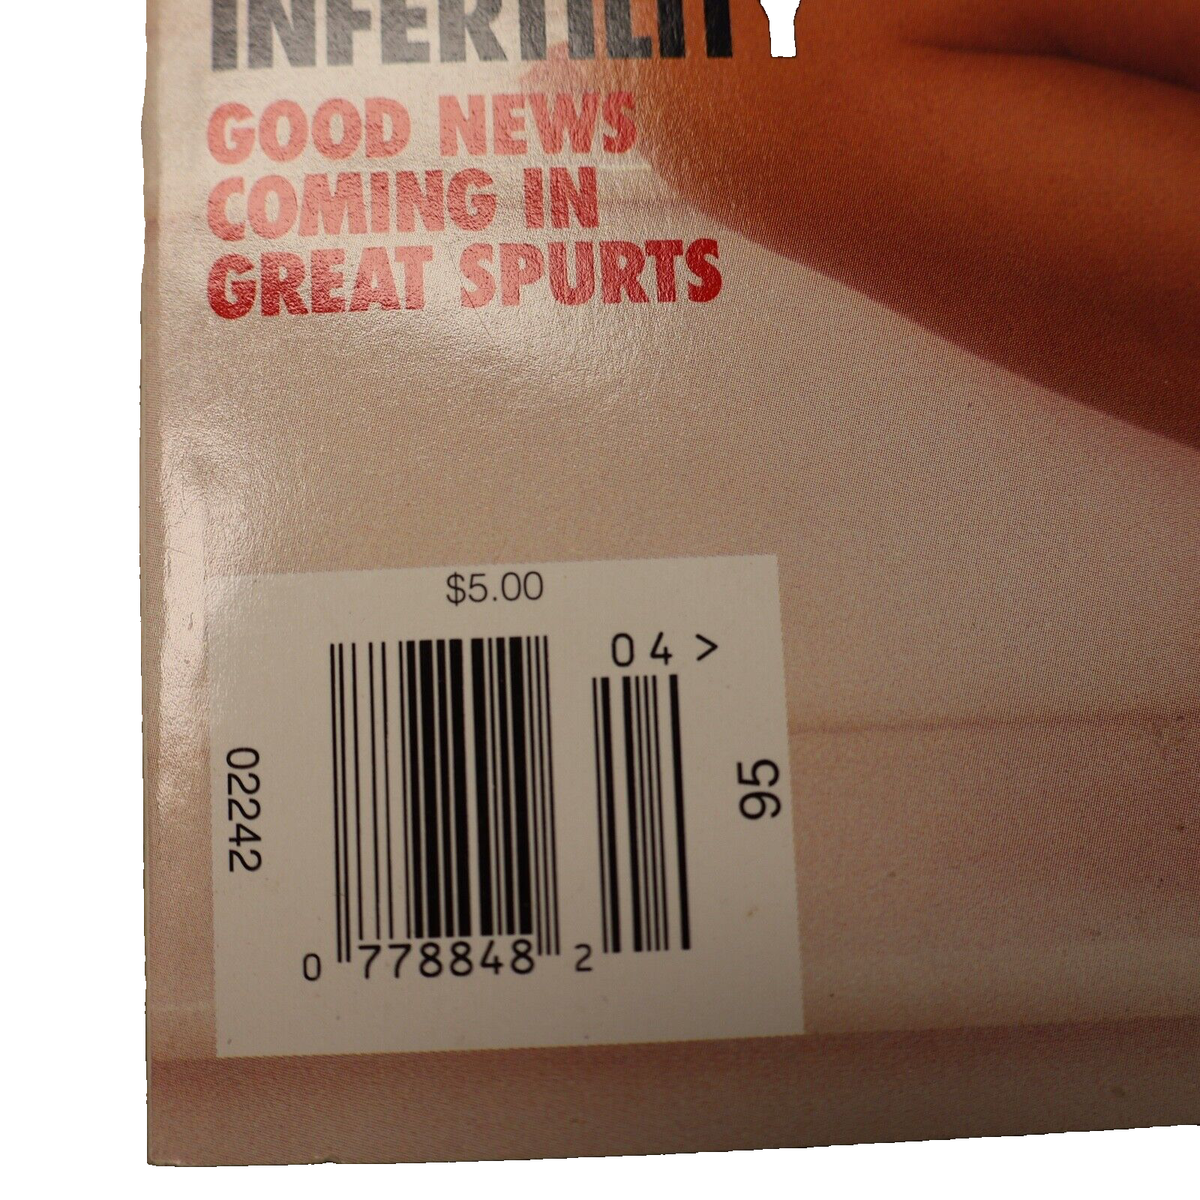 INFERTILITY
GOOD NEWS
COMING IN
GREAT SPURTS
$5.00
04 >
02242
95
0 778848 2